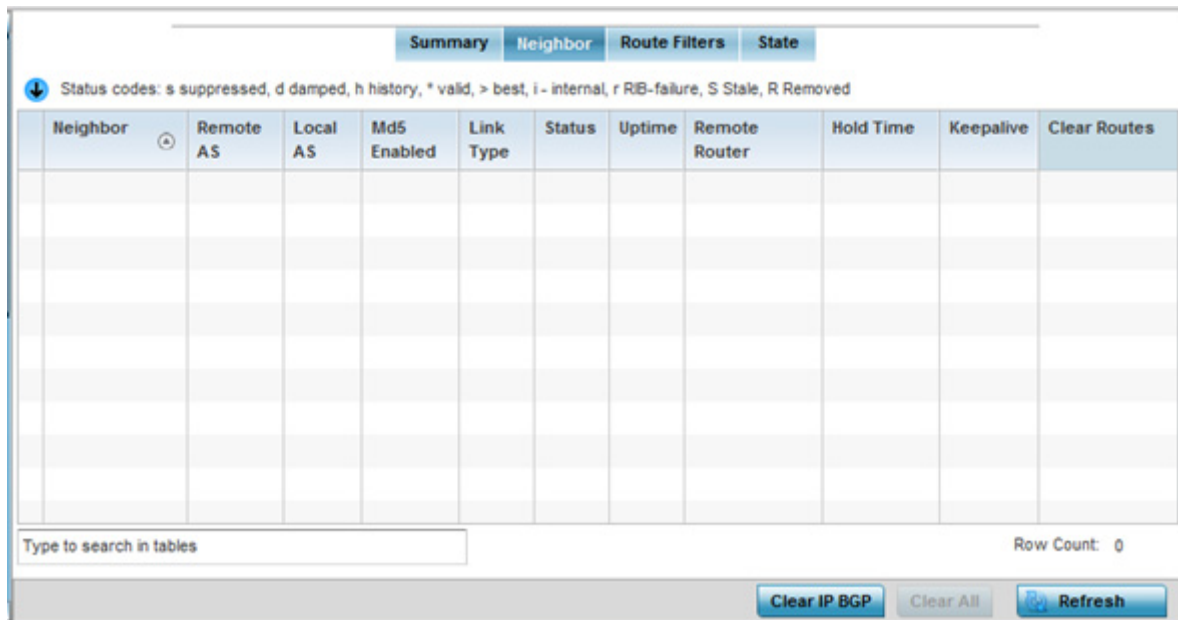 Summary Neighbor Route Filters State
Status codes: s suppressed, d damped, h history, * valid, > best, i - internal, r RIB-failure, S Stale, R Removed
Neighbor Remote AS Local AS Md5 Enabled Link Type Status Uptime Remote Router Hold Time Keepalive Clear Routes
Type to search in tables Row Count: 0
Clear IP BGP Clear All Refresh